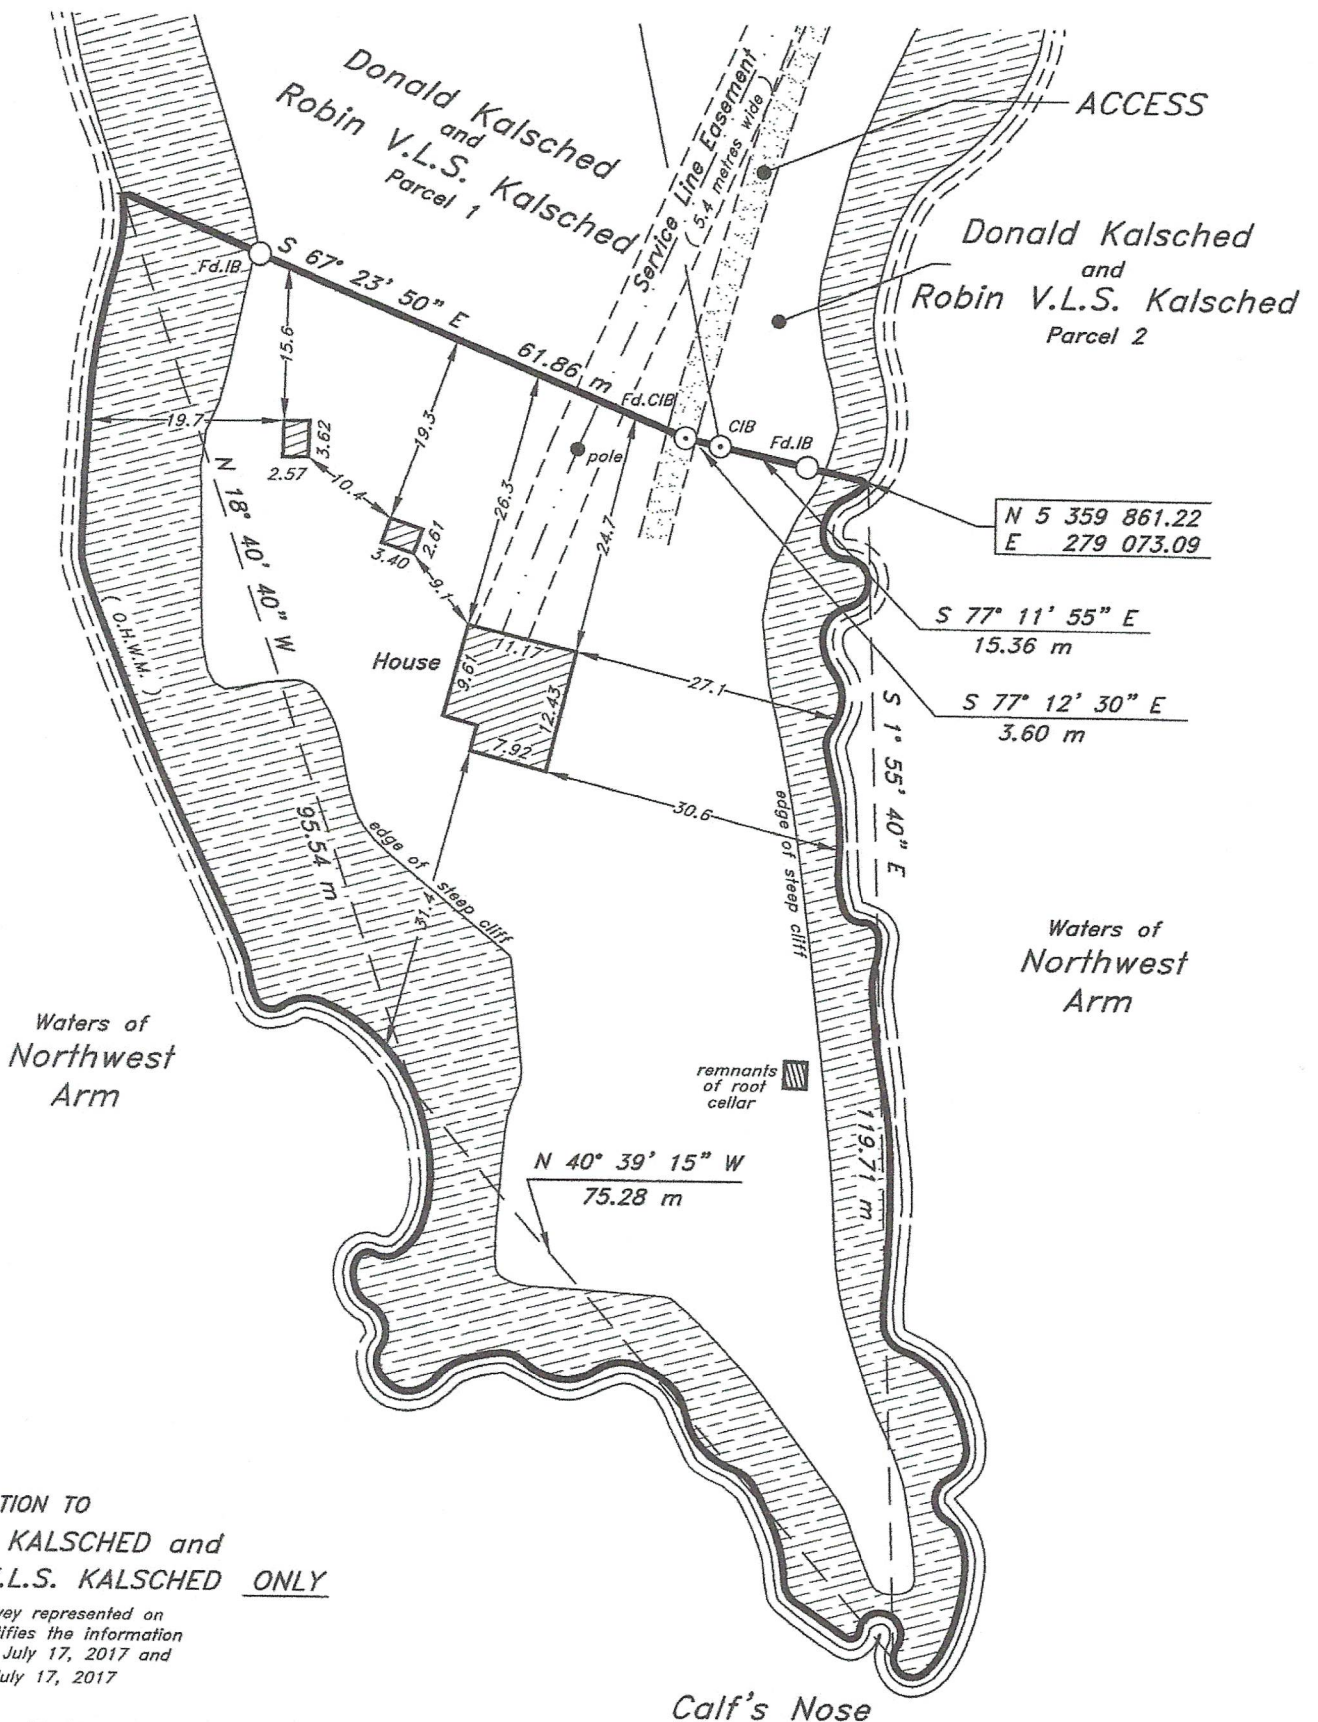 Donald Kalsched
and
Robin V.L.S. Kalsched
Parcel 1
Service Line Easement
( 5.4 metres wide )
ACCESS
Donald Kalsched
and
Robin V.L.S. Kalsched
Parcel 2
Fd.IB
S 67° 23' 50" E
61.86 m
Fd.CIB
CIB
Fd.IB
15.6
19.7
3.62
2.57
19.3
10.4
2.61
3.40
9.1
26.3
pole
24.7
N 5 359 861.22
E 279 073.09
S 77° 11' 55" E
15.36 m
S 77° 12' 30" E
3.60 m
N 18° 40' 40" W
95.54 m
( O.H.W.M. )
House
11.17
9.61
12.43
7.92
27.1
30.6
31.4
S 1° 55' 40" E
119.71 m
edge of steep cliff
edge of steep cliff
Waters of
Northwest
Arm
Waters of
Northwest
Arm
remnants
of root
cellar
N 40° 39' 15" W
75.28 m
TION TO
KALSCHED and
.L.S. KALSCHED ONLY
vey represented on
ifies the information
July 17, 2017 and
uly 17, 2017
Calf's Nose